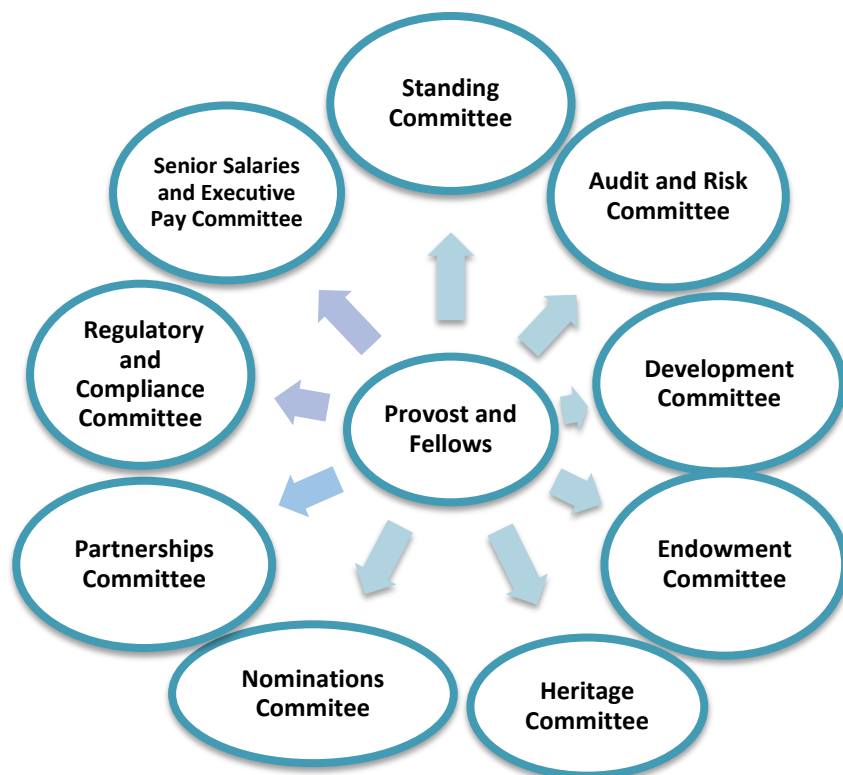 Standing
Committee
Audit and Risk
Committee
Development
Committee
Endowment
Committee
Heritage
Committee
Nominations
Commitee
Partnerships
Committee
Regulatory
and
Compliance
Committee
Senior Salaries
and Executive
Pay Committee
Provost and
Fellows